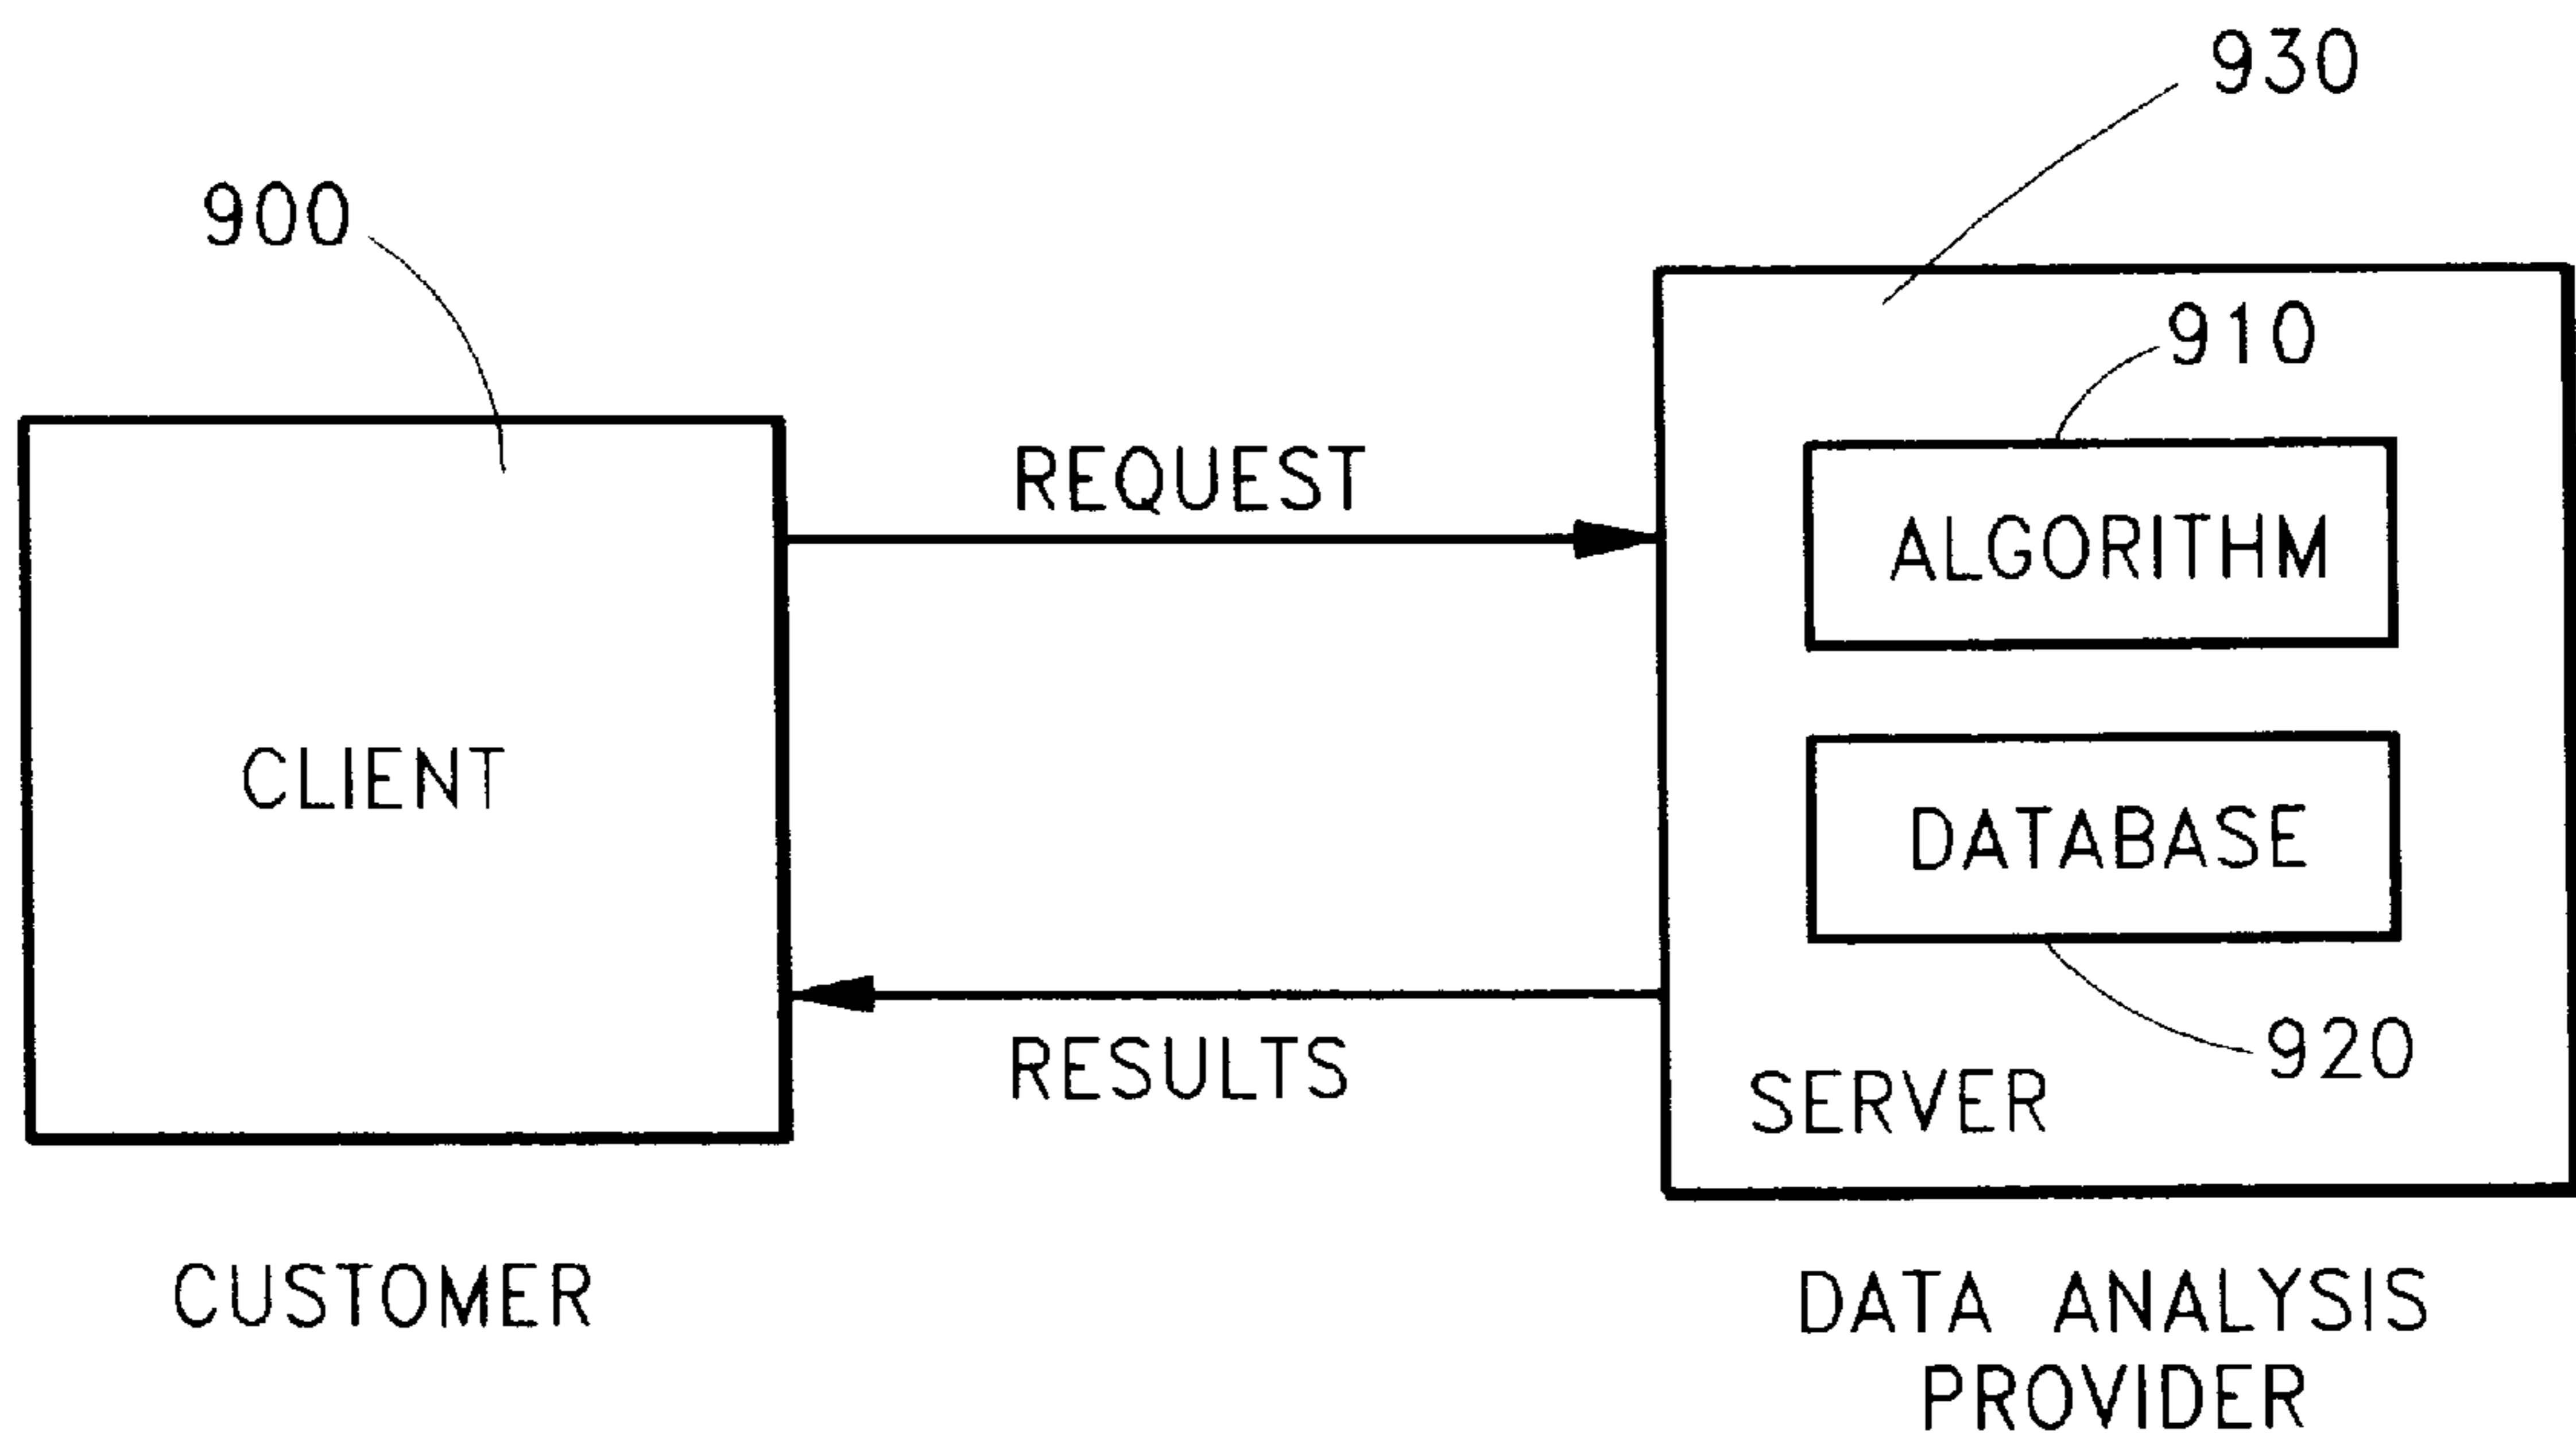 930
900
910
REQUEST
ALGORITHM
CLIENT
DATABASE
RESULTS
920
SERVER
CUSTOMER
DATA ANALYSIS
PROVIDER